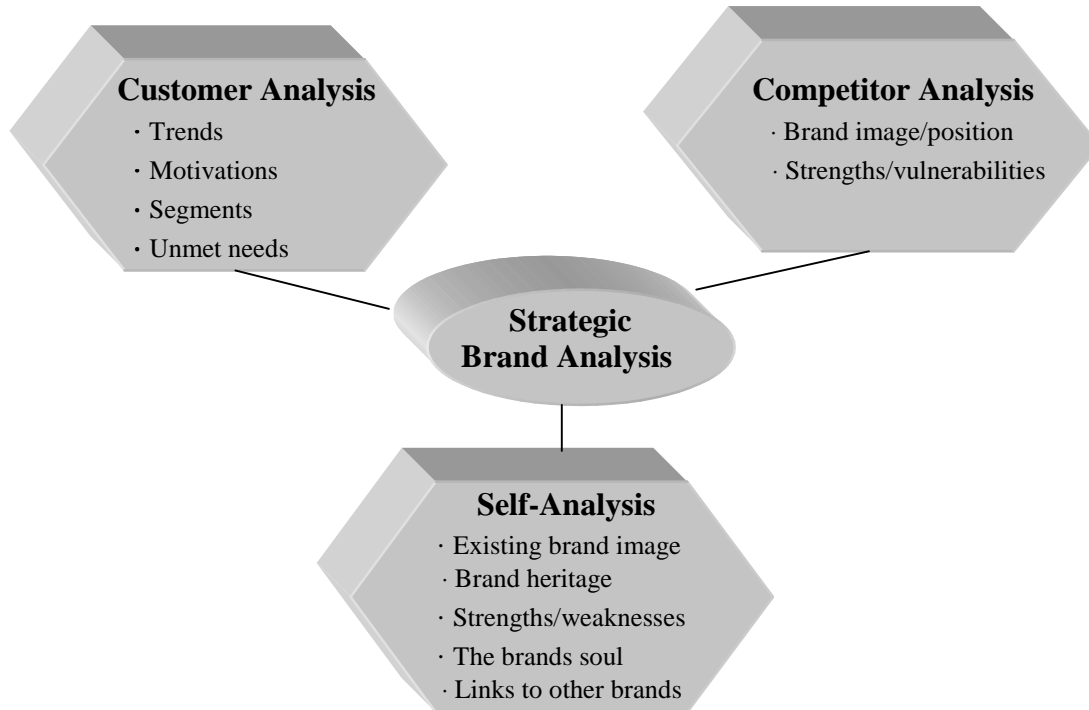 Customer Analysis
· Trends
· Motivations
· Segments
· Unmet needs
Competitor Analysis
· Brand image/position
· Strengths/vulnerabilities
Strategic
Brand Analysis
Self-Analysis
· Existing brand image
· Brand heritage
· Strengths/weaknesses
· The brands soul
· Links to other brands